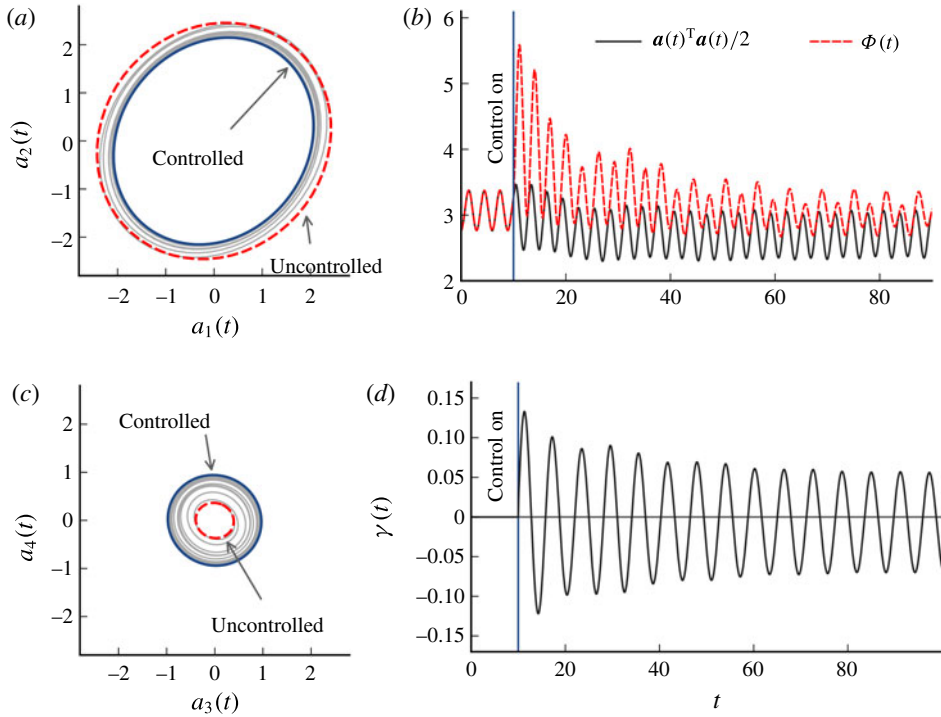 (a)
2
1
0
−1
−2
a2(t)
Controlled
Uncontrolled
−2 −1 0 1 2
a1(t)
(b)
6
5
4
3
2
Control on
a(t)ᵀa(t)/2
Φ(t)
0 20 40 60 80
(c)
2
1
0
−1
−2
a4(t)
Controlled
Uncontrolled
−2 −1 0 1 2
a3(t)
(d)
0.15
0.10
0.05
0
−0.05
−0.10
−0.15
γ(t)
Control on
0 20 40 60 80
t